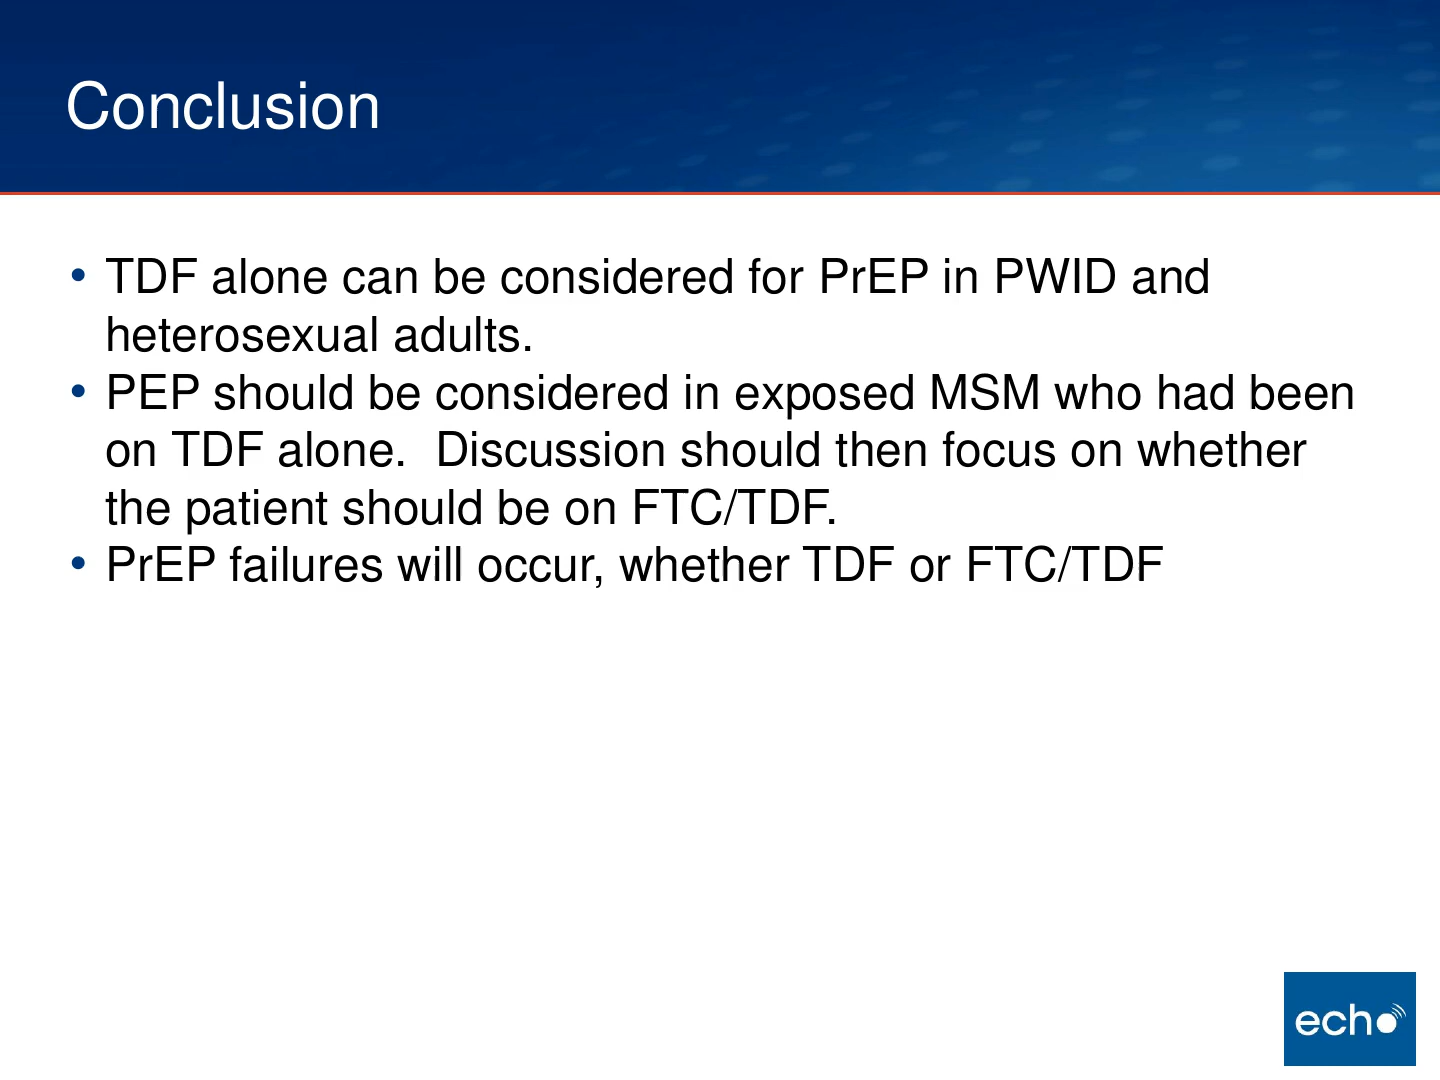 Conclusion
• TDF alone can be considered for PrEP in PWID and
heterosexual adults.
• PEP should be considered in exposed MSM who had been
on TDF alone.  Discussion should then focus on whether
the patient should be on FTC/TDF.
• PrEP failures will occur, whether TDF or FTC/TDF
echo